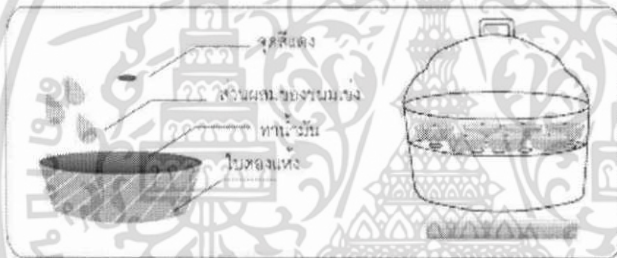 จุดสีแดง
ส่วนผสมของขนมเข่ง
ทาน้ำมัน
ใบตองแห้ง